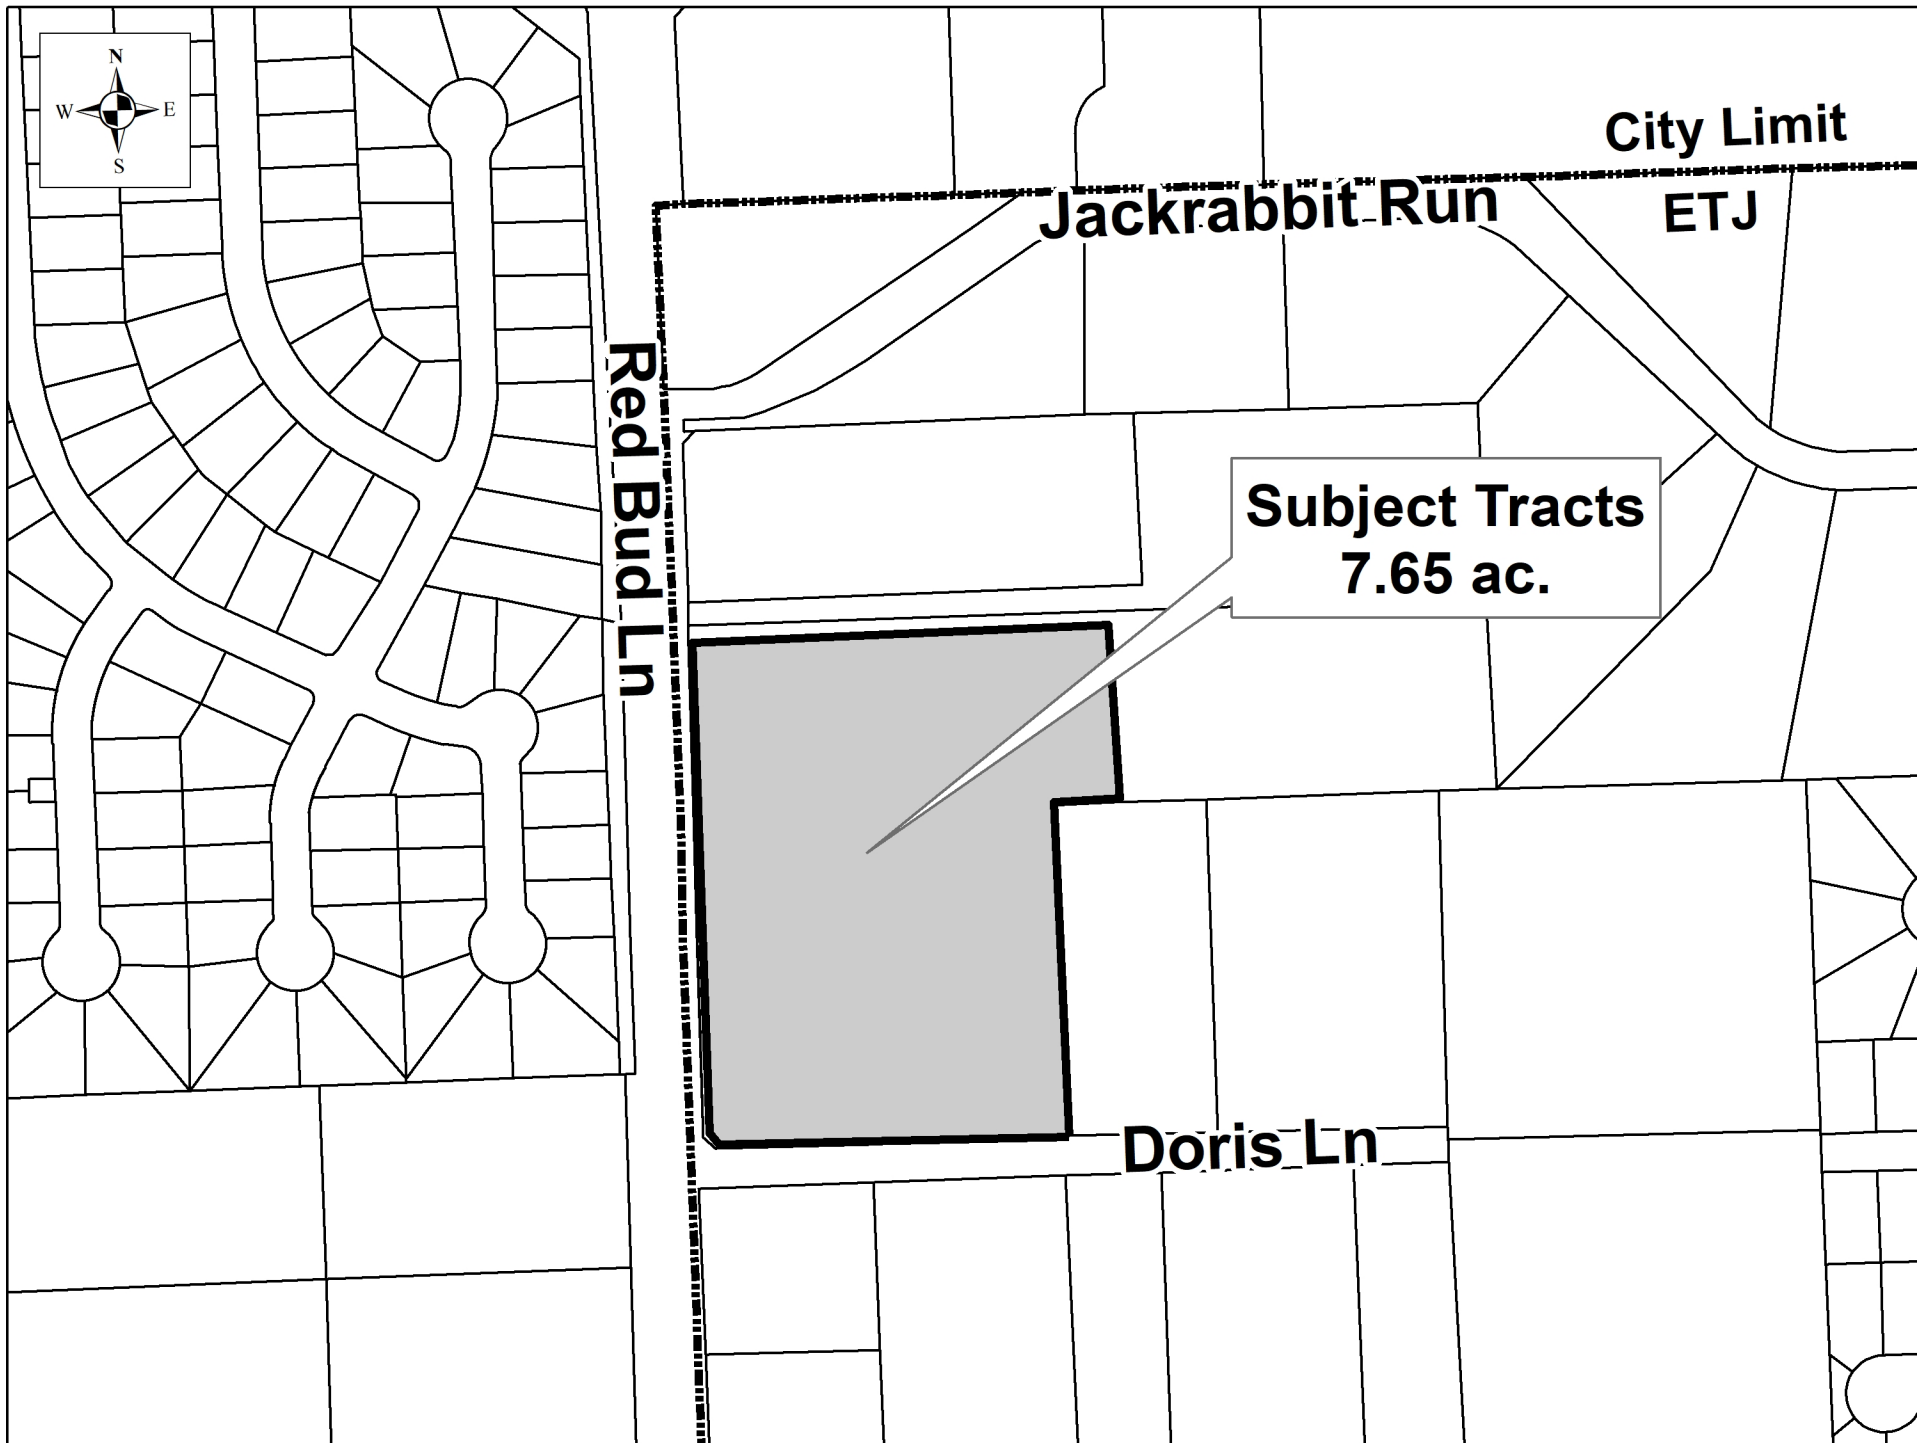 N
W E
S
City Limit
Jackrabbit Run
ETJ
Red Bud Ln
Subject Tracts
7.65 ac.
Doris Ln